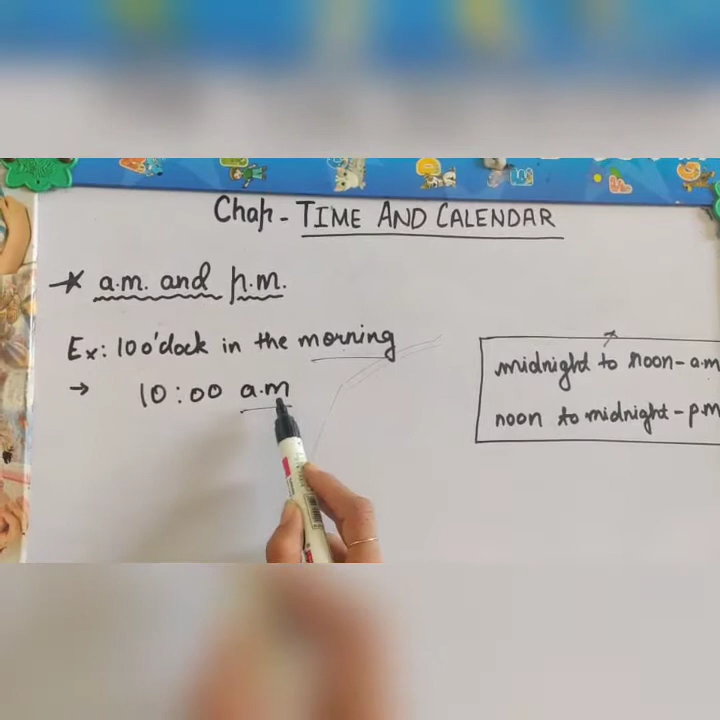 Chap - TIME AND CALENDAR
a.m. and p.m.
Ex: 10 o'clock in the morning
→ 10:00 a.m
midnight to noon - a.m
noon to midnight - p.m